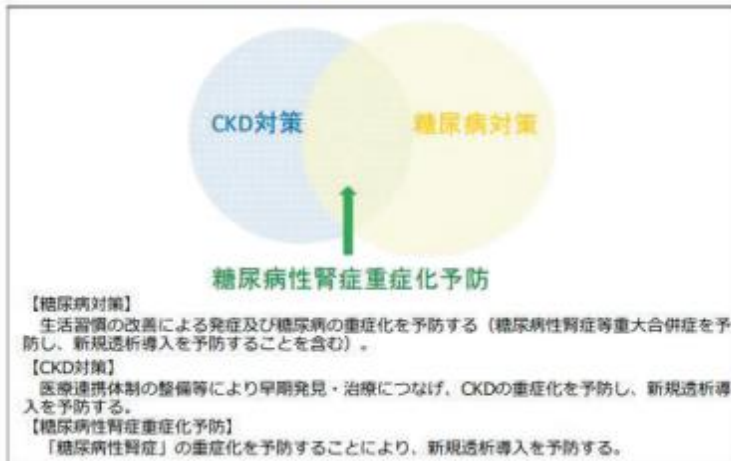 CKD対策
糖尿病対策
糖尿病性腎症重症化予防
【糖尿病対策】
生活習慣の改善による発症及び糖尿病の重症化を予防する（糖尿病性腎症等重大合併症を予
防し、新規透析導入を予防することを含む）。
【CKD対策】
医療連携体制の整備等により早期発見・治療につなげ、CKDの重症化を予防し、新規透析導
入を予防する。
【糖尿病性腎症重症化予防】
「糖尿病性腎症」の重症化を予防することにより、新規透析導入を予防する。